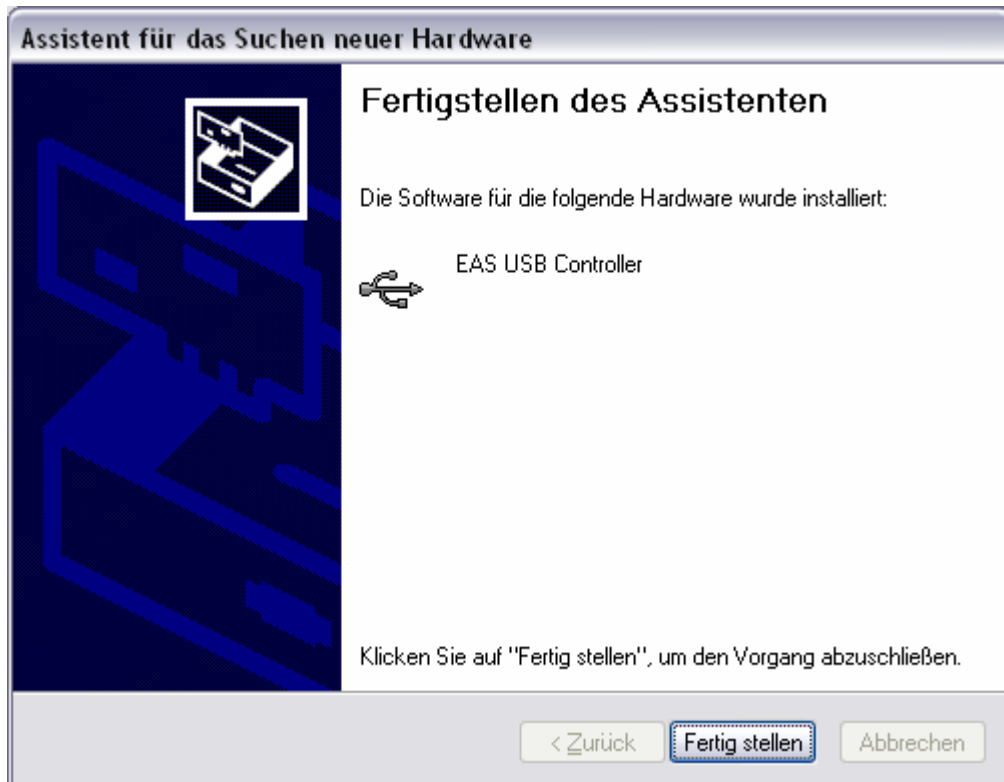 Assistent für das Suchen neuer Hardware
Fertigstellen des Assistenten
Die Software für die folgende Hardware wurde installiert:
EAS USB Controller
Klicken Sie auf "Fertig stellen", um den Vorgang abzuschließen.
< Zurück Fertig stellen Abbrechen